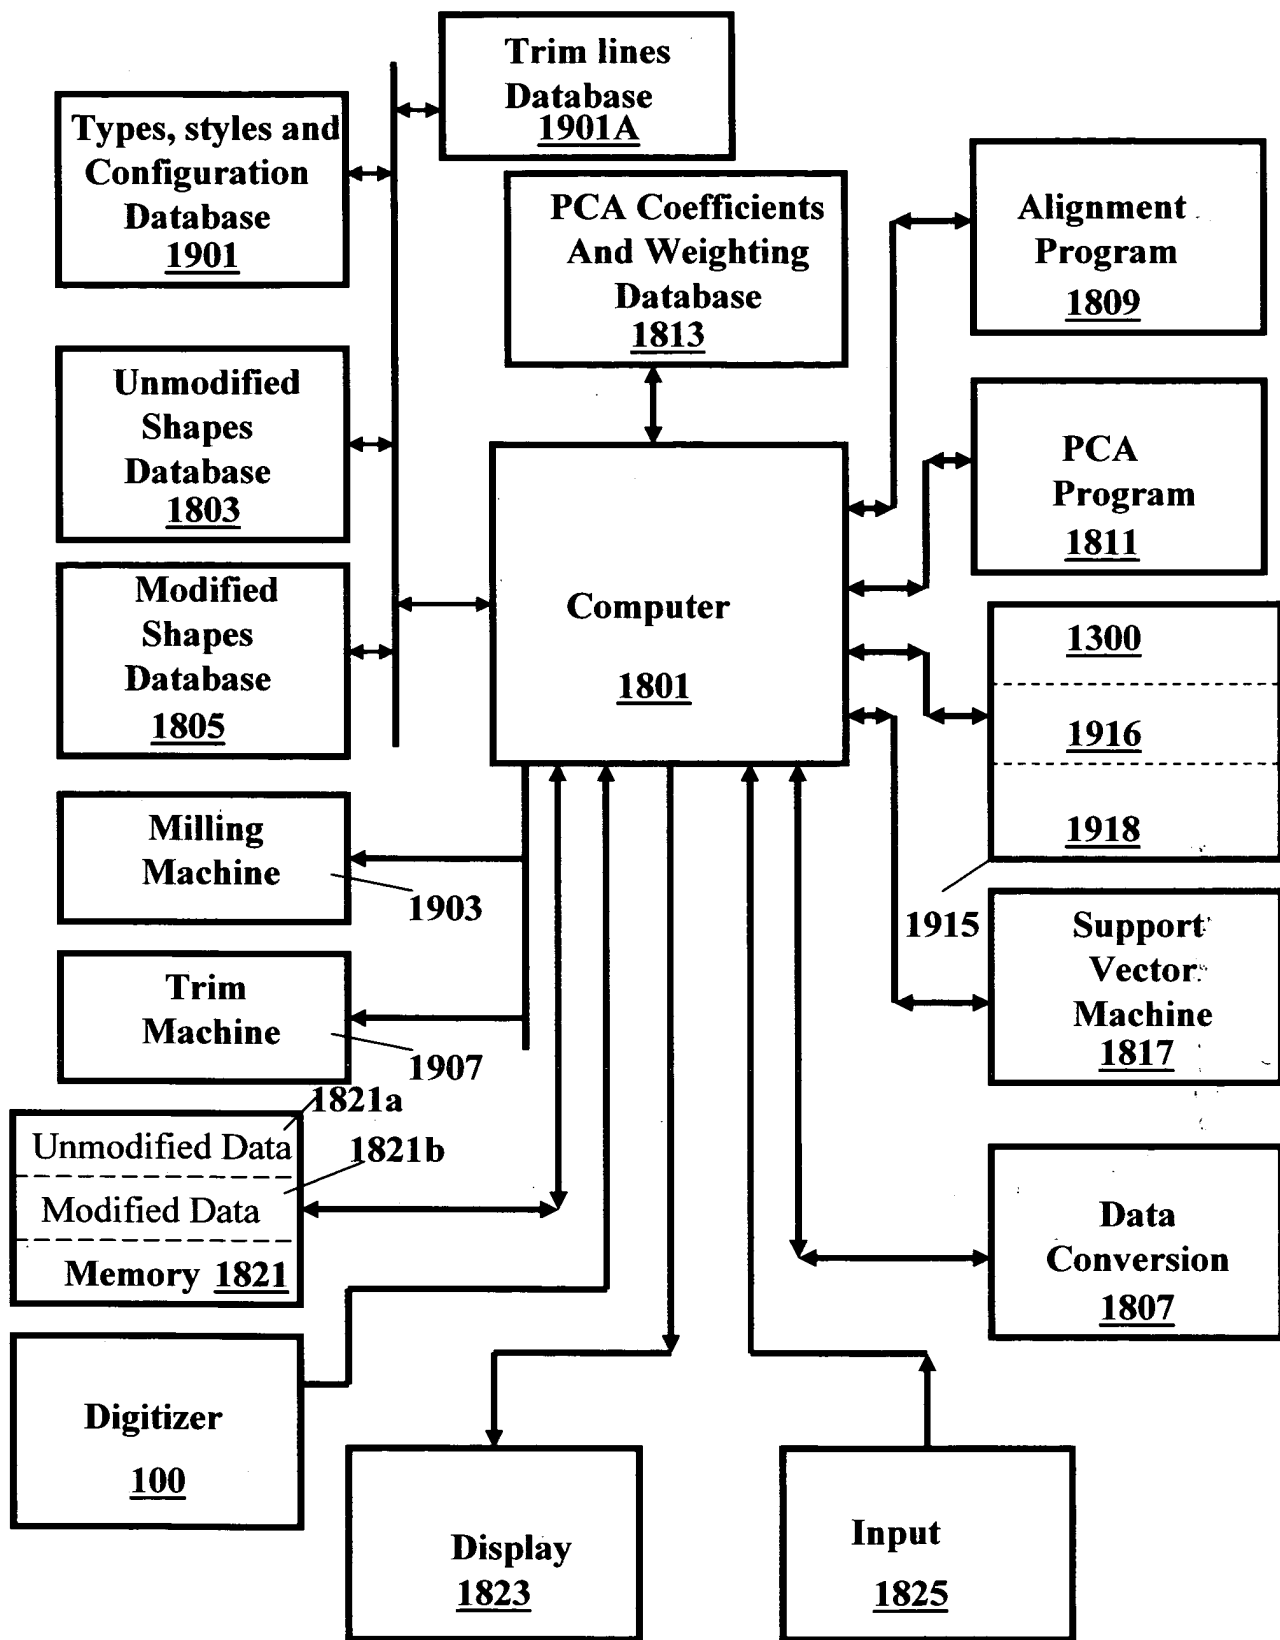 Trim lines
Database
1901A
Types, styles and
Configuration
Database
1901
PCA Coefficients
And Weighting
Database
1813
Alignment
Program
1809
Unmodified
Shapes
Database
1803
PCA
Program
1811
Modified
Shapes
Database
1805
Computer
1801
1300
1916
1918
1915
Milling
Machine
1903
Trim
Machine
1907
Support
Vector
Machine
1817
1821a
Unmodified Data
1821b
Modified Data
Memory 1821
Data
Conversion
1807
Digitizer
100
Display
1823
Input
1825